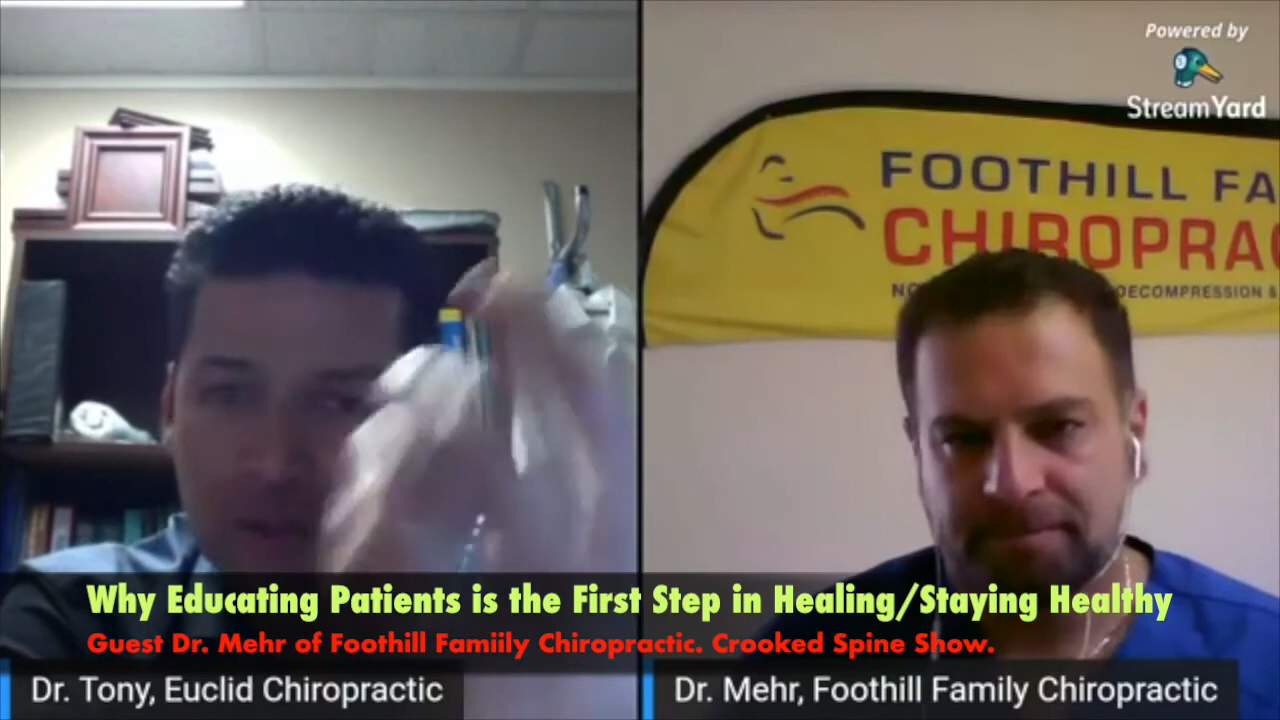 Powered by
StreamYard
FOOTHILL FA
CHIROPRAC
DECOMPRESSION &
Why Educating Patients is the First Step in Healing/Staying Healthy
Guest Dr. Mehr of Foothill Famiily Chiropractic. Crooked Spine Show.
Dr. Tony, Euclid Chiropractic
Dr. Mehr, Foothill Family Chiropractic